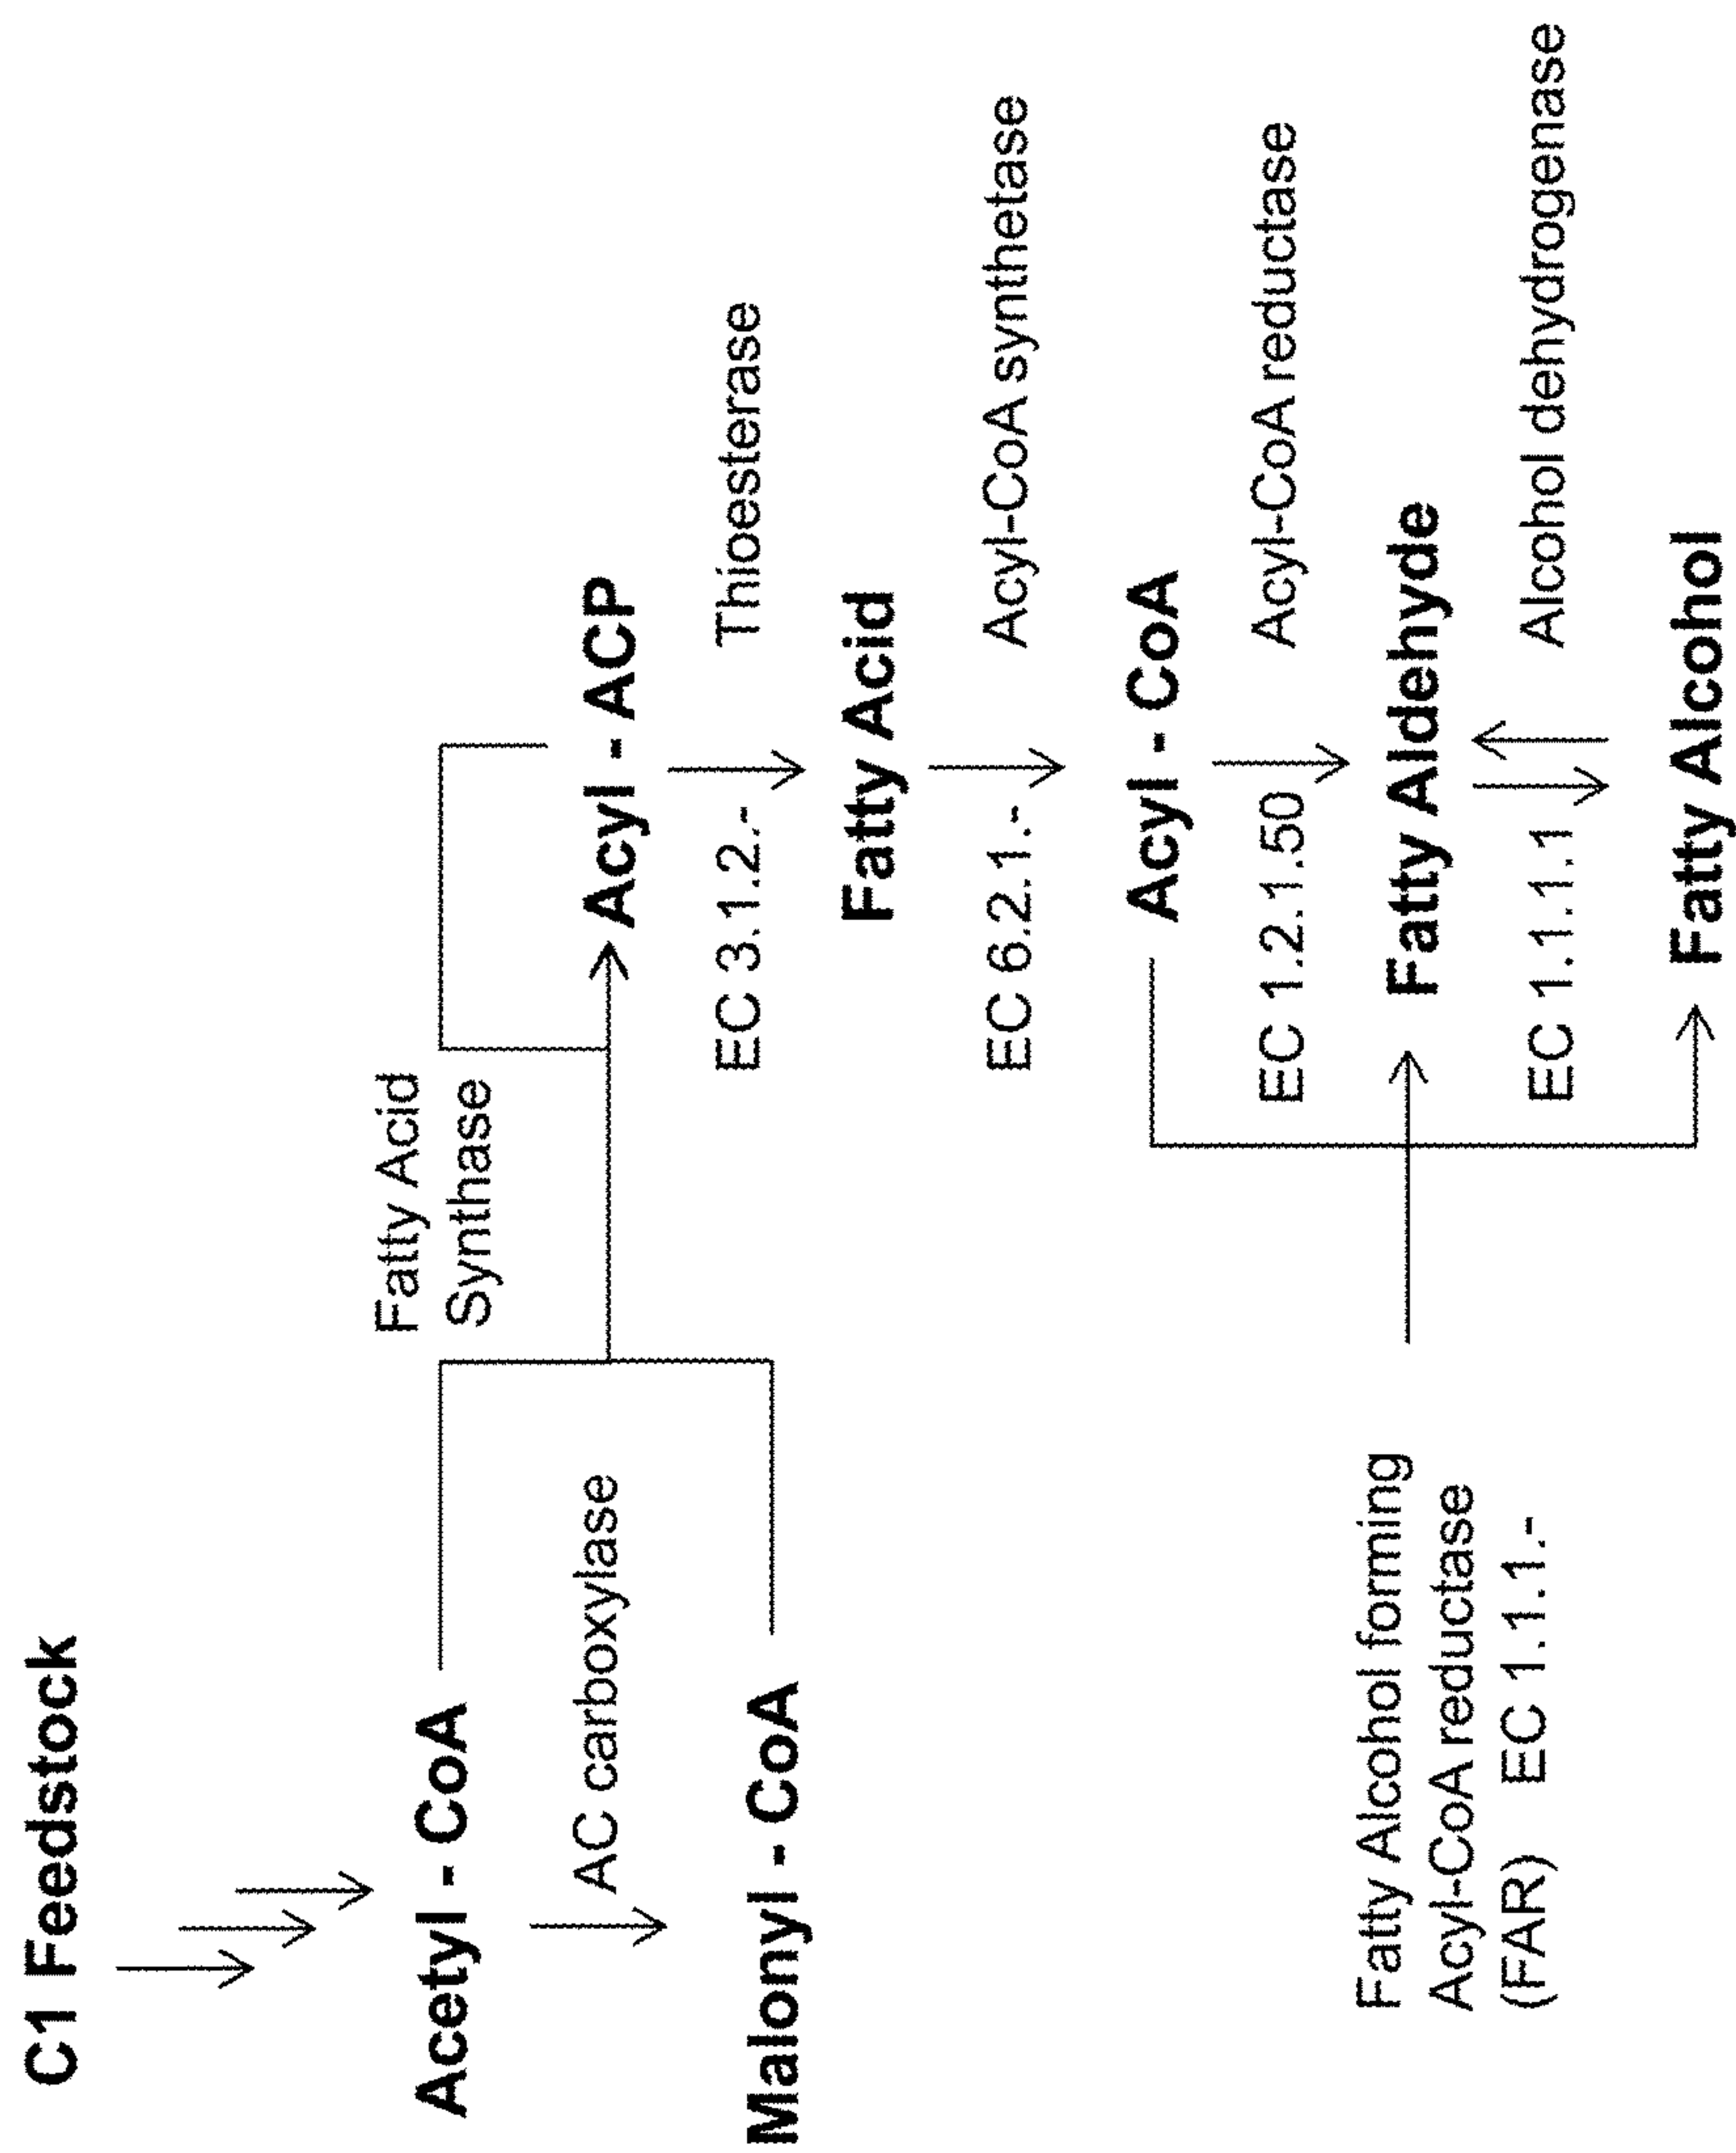 C1 Feedstock
Acetyl - CoA
AC carboxylase
Malonyl - CoA
Fatty Acid
Synthase
Acyl - ACP
EC 3.1.2.-
Thioesterase
Fatty Acid
EC 6.2.1.-
Acyl-CoA synthetase
Acyl - CoA
EC 1.2.1.50
Acyl-CoA reductase
Fatty Alcohol forming
Acyl-CoA reductase
(FAR) EC 1.1.1.-
Fatty Aldehyde
EC 1.1.1.1
Alcohol dehydrogenase
Fatty Alcohol